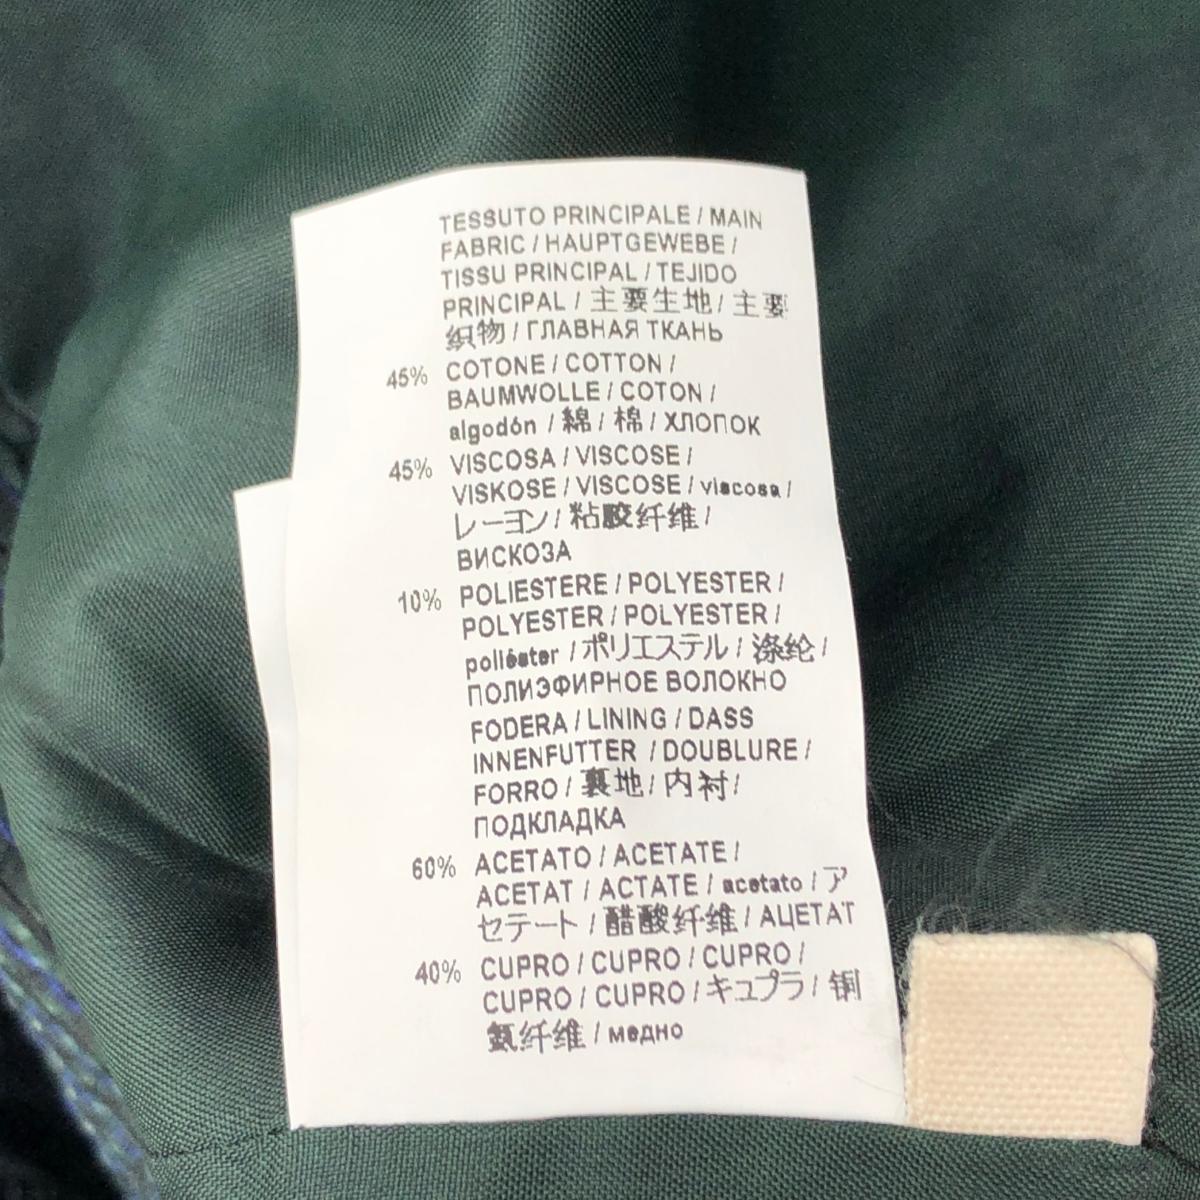 TESSUTO PRINCIPALE / MAIN
FABRIC / HAUPTGEWEBE /
TISSU PRINCIPAL / TEJIDO
PRINCIPAL / 主要生地 / 主要
织物 / ГЛАВНАЯ ТКАНЬ
45% COTONE / COTTON /
BAUMWOLLE / COTON /
algodón / 綿 / 棉 / ХЛОПОК
45% VISCOSA / VISCOSE /
VISKOSE / VISCOSE / viscosa /
レーヨン / 粘胶纤维 /
ВИСКОЗА
10% POLIESTERE / POLYESTER /
POLYESTER / POLYESTER /
poliéster / ポリエステル / 涤纶 /
ПОЛИЭФИРНОЕ ВОЛОКНО
FODERA / LINING / DASS
INNENFUTTER / DOUBLURE /
FORRO / 裏地 / 内衬 /
ПОДКЛАДКА
60% ACETATO / ACETATE /
ACETAT / ACTATE / acetato / ア
セテート / 醋酸纤维 / АЦЕТАТ
40% CUPRO / CUPRO / CUPRO /
CUPRO / CUPRO / キュプラ / 铜
氨纤维 / медно